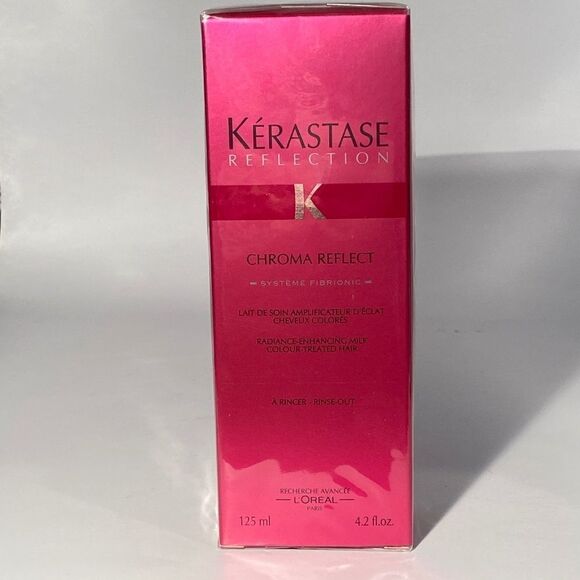 KÉRASTASE
REFLECTION
K
CHROMA REFLECT
SYSTÈME FIBRIONIC
LAIT DE SOIN AMPLIFICATEUR D'ÉCLAT
CHEVEUX COLORÉS
RADIANCE-ENHANCING MILK
COLOUR-TREATED HAIR
À RINCER - RINSE-OUT
RECHERCHE AVANCÉE
L'ORÉAL
PARIS
125 ml 4.2 fl.oz.